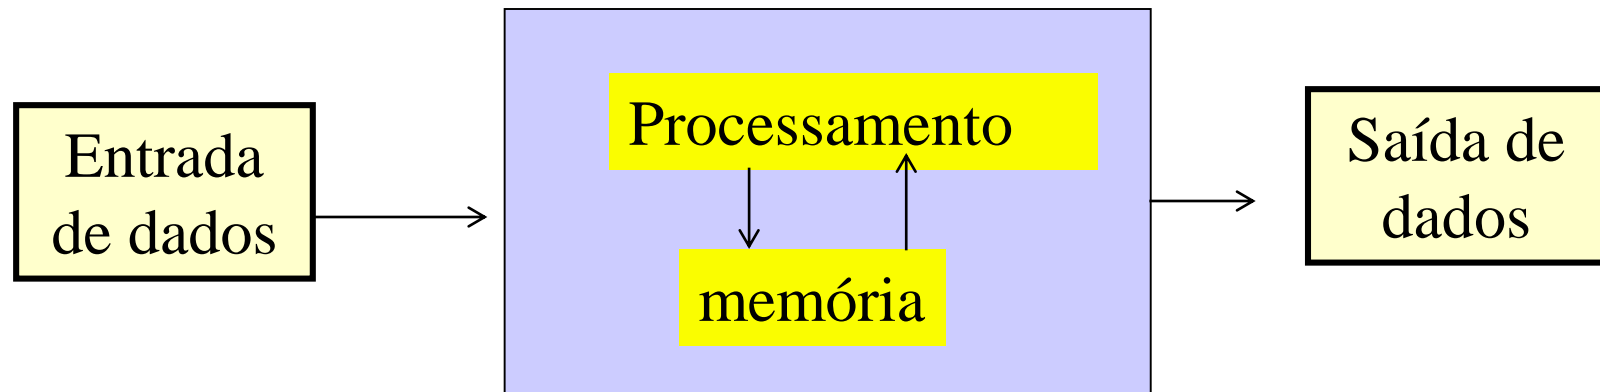 Entrada
de dados
Processamento
memória
Saída de
dados